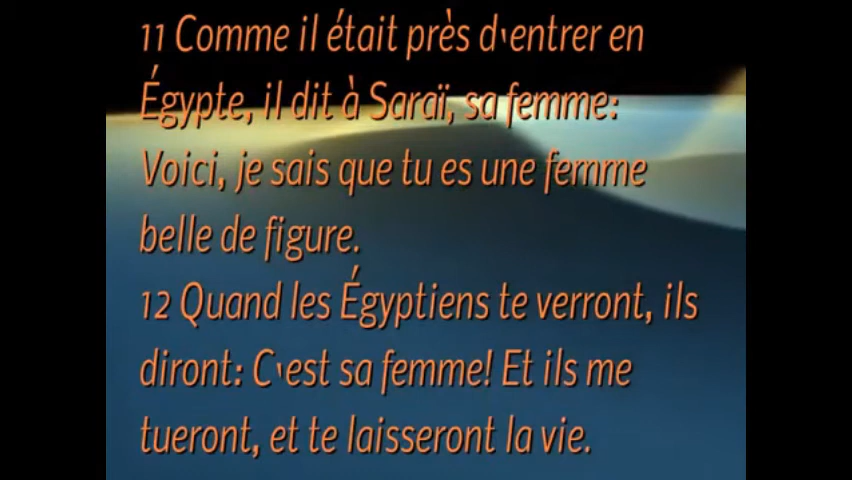 11 Comme il était près d'entrer en
Égypte, il dit à Saraï, sa femme:
Voici, je sais que tu es une femme
belle de figure.
12 Quand les Égyptiens te verront, ils
diront: C'est sa femme! Et ils me
tueront, et te laisseront la vie.